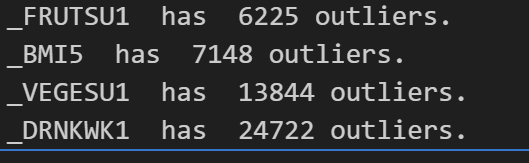 _FRUTSU1  has  6225 outliers.
_BMI5  has  7148 outliers.
_VEGESU1  has  13844 outliers.
_DRNKWK1  has  24722 outliers.